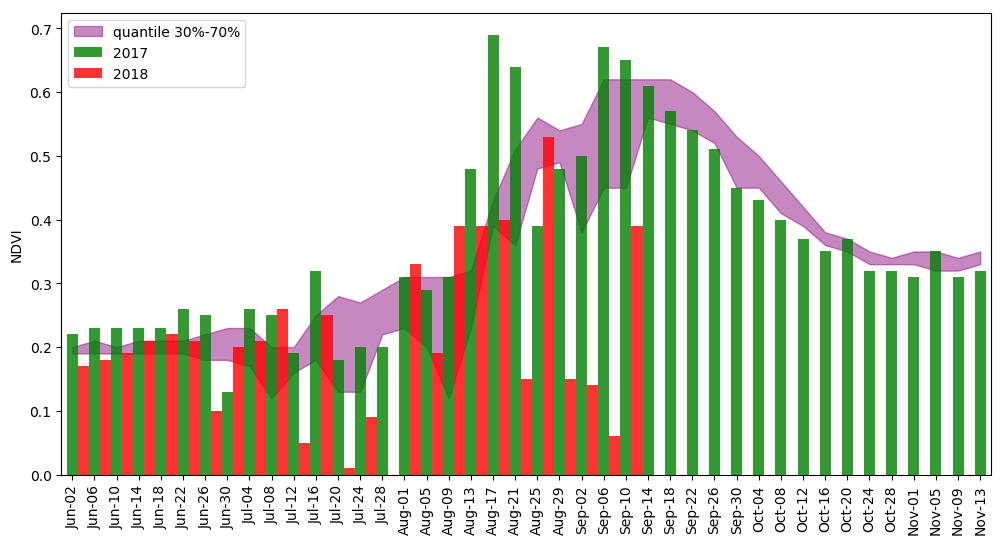 quantile 30%-70%
2017
2018
NDVI
0.7
0.6
0.5
0.4
0.3
0.2
0.1
0.0
Jun-02
Jun-06
Jun-10
Jun-14
Jun-18
Jun-22
Jun-26
Jun-30
Jul-04
Jul-08
Jul-12
Jul-16
Jul-20
Jul-24
Jul-28
Aug-01
Aug-05
Aug-09
Aug-13
Aug-17
Aug-21
Aug-25
Aug-29
Sep-02
Sep-06
Sep-10
Sep-14
Sep-18
Sep-22
Sep-26
Sep-30
Oct-04
Oct-08
Oct-12
Oct-16
Oct-20
Oct-24
Oct-28
Nov-01
Nov-05
Nov-09
Nov-13